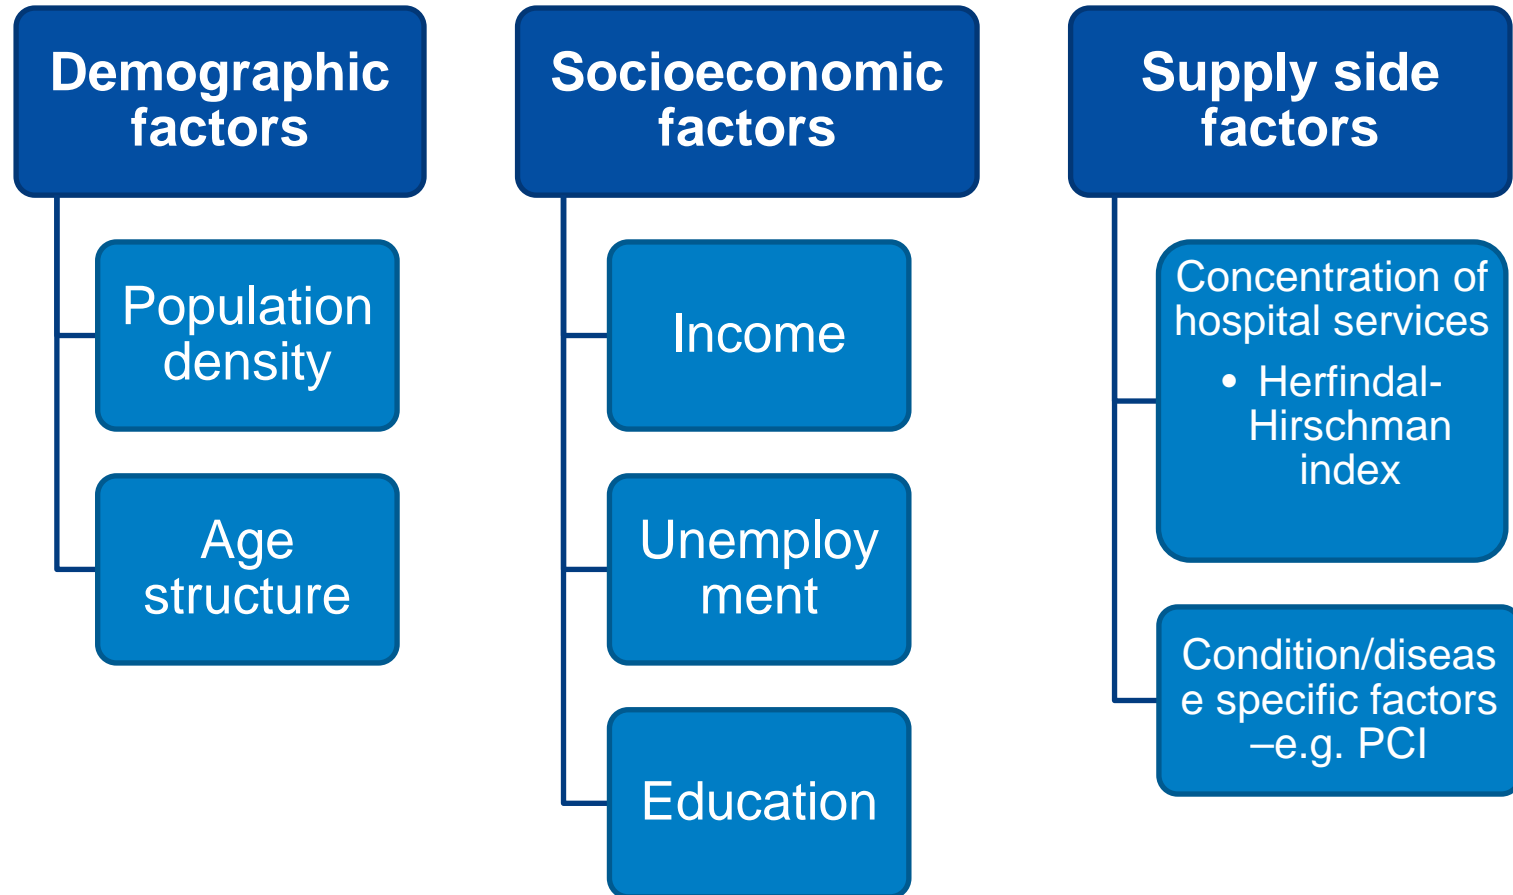 Demographic
factors
Population
density
Age
structure
Socioeconomic
factors
Income
Unemploy
ment
Education
Supply side
factors
Concentration of
hospital services
• Herfindal-
Hirschman
index
Condition/diseas
e specific factors
–e.g. PCI